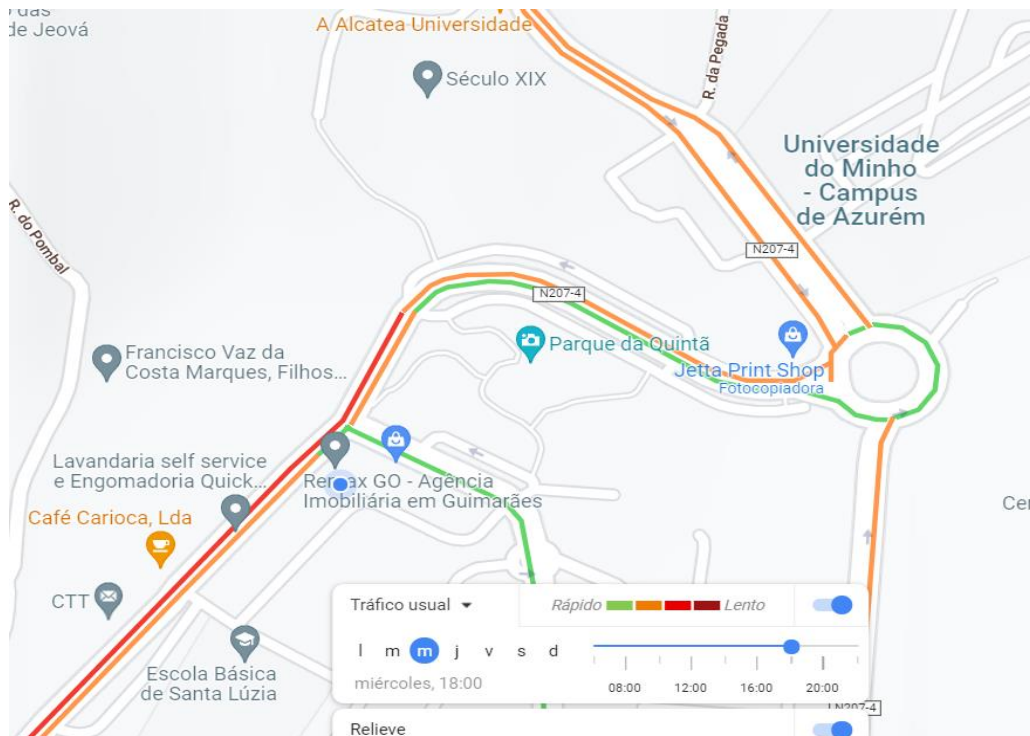 das
de Jeová
A Alcatea Universidade
Século XIX
R. da Pegada
Universidade
do Minho
- Campus
de Azurém
R. do Pombal
N207-4
N207-4
Francisco Vaz da
Costa Marques, Filhos...
Parque da Quintã
Jetta Print Shop
Fotocopiadora
Lavandaria self service
e Engomadoria Quick...
GO - Agência
Imobiliária em Guimarães
Café Carioca, Lda
CTT
Escola Básica
de Santa Lúzia
Tráfico usual
Rápido
Lento
l m m j v s d
miércoles, 18:00
08:00 12:00 16:00 20:00
N207-4
Relieve